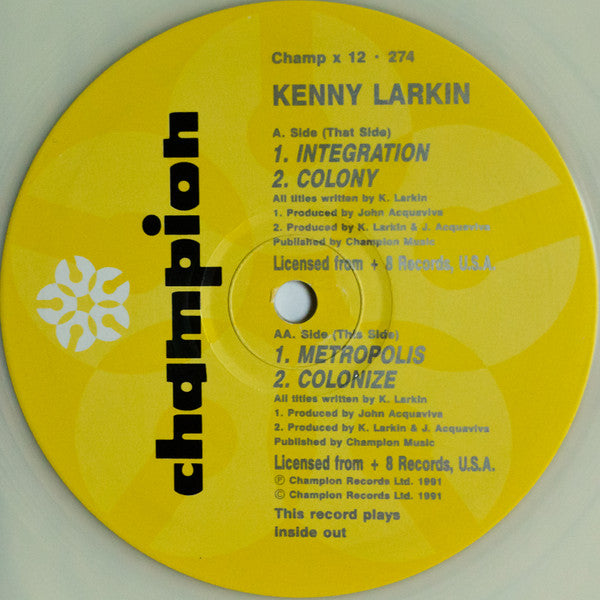 champion
Champ x 12 · 274
KENNY LARKIN
A. Side (That Side)
1. INTEGRATION
2. COLONY
All titles written by K. Larkin
1. Produced by John Acquaviva
2. Produced by K. Larkin & J. Acquaviva
Published by Champion Music
Licensed from + 8 Records, U.S.A.
AA. Side (This Side)
1. METROPOLIS
2. COLONIZE
All titles written by K. Larkin
1. Produced by John Acquaviva
2. Produced by K. Larkin & J. Acquaviva
Published by Champion Music
Licensed from + 8 Records, U.S.A.
℗ Champion Records Ltd. 1991
© Champion Records Ltd. 1991
This record plays
inside out